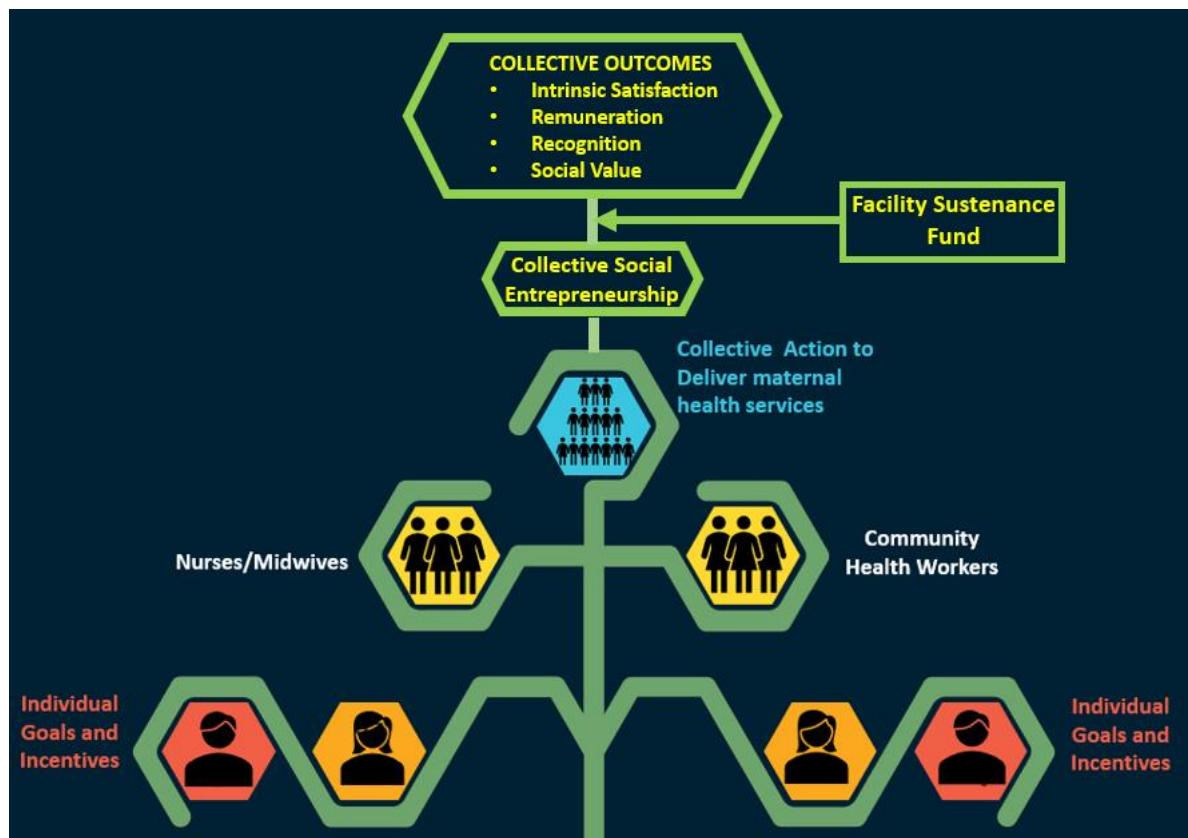 COLLECTIVE OUTCOMES
• Intrinsic Satisfaction
• Remuneration
• Recognition
• Social Value
Facility Sustenance
Fund
Collective Social
Entrepreneurship
Collective Action to
Deliver maternal
health services
Nurses/Midwives
Community
Health Workers
Individual
Goals and
Incentives
Individual
Goals and
Incentives